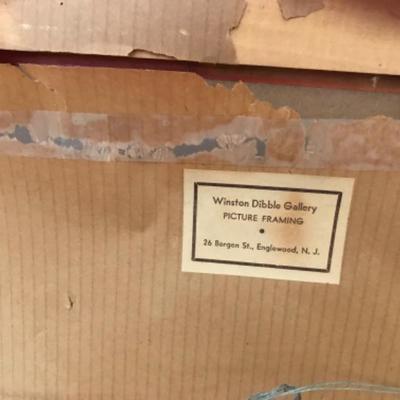 Winston Dibble Gallery
PICTURE FRAMING
•
26 Bergen St., Englewood, N. J.